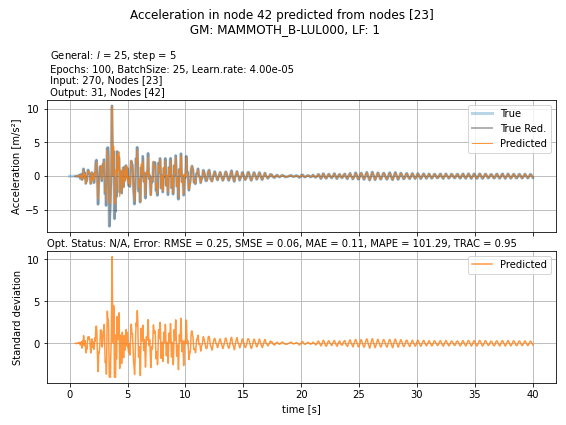 Acceleration in node 42 predicted from nodes [23]
GM: MAMMOTH_B-LUL000, LF: 1
General: l = 25, step = 5
Epochs: 100, BatchSize: 25, Learn.rate: 4.00e-05
Input: 270, Nodes [23]
Output: 31, Nodes [42]
10
5
0
−5
Acceleration [m/s²]
True
True Red.
Predicted
Opt. Status: N/A, Error: RMSE = 0.25, SMSE = 0.06, MAE = 0.11, MAPE = 101.29, TRAC = 0.95
10
5
0
Standard deviation
Predicted
0 5 10 15 20 25 30 35 40
time [s]